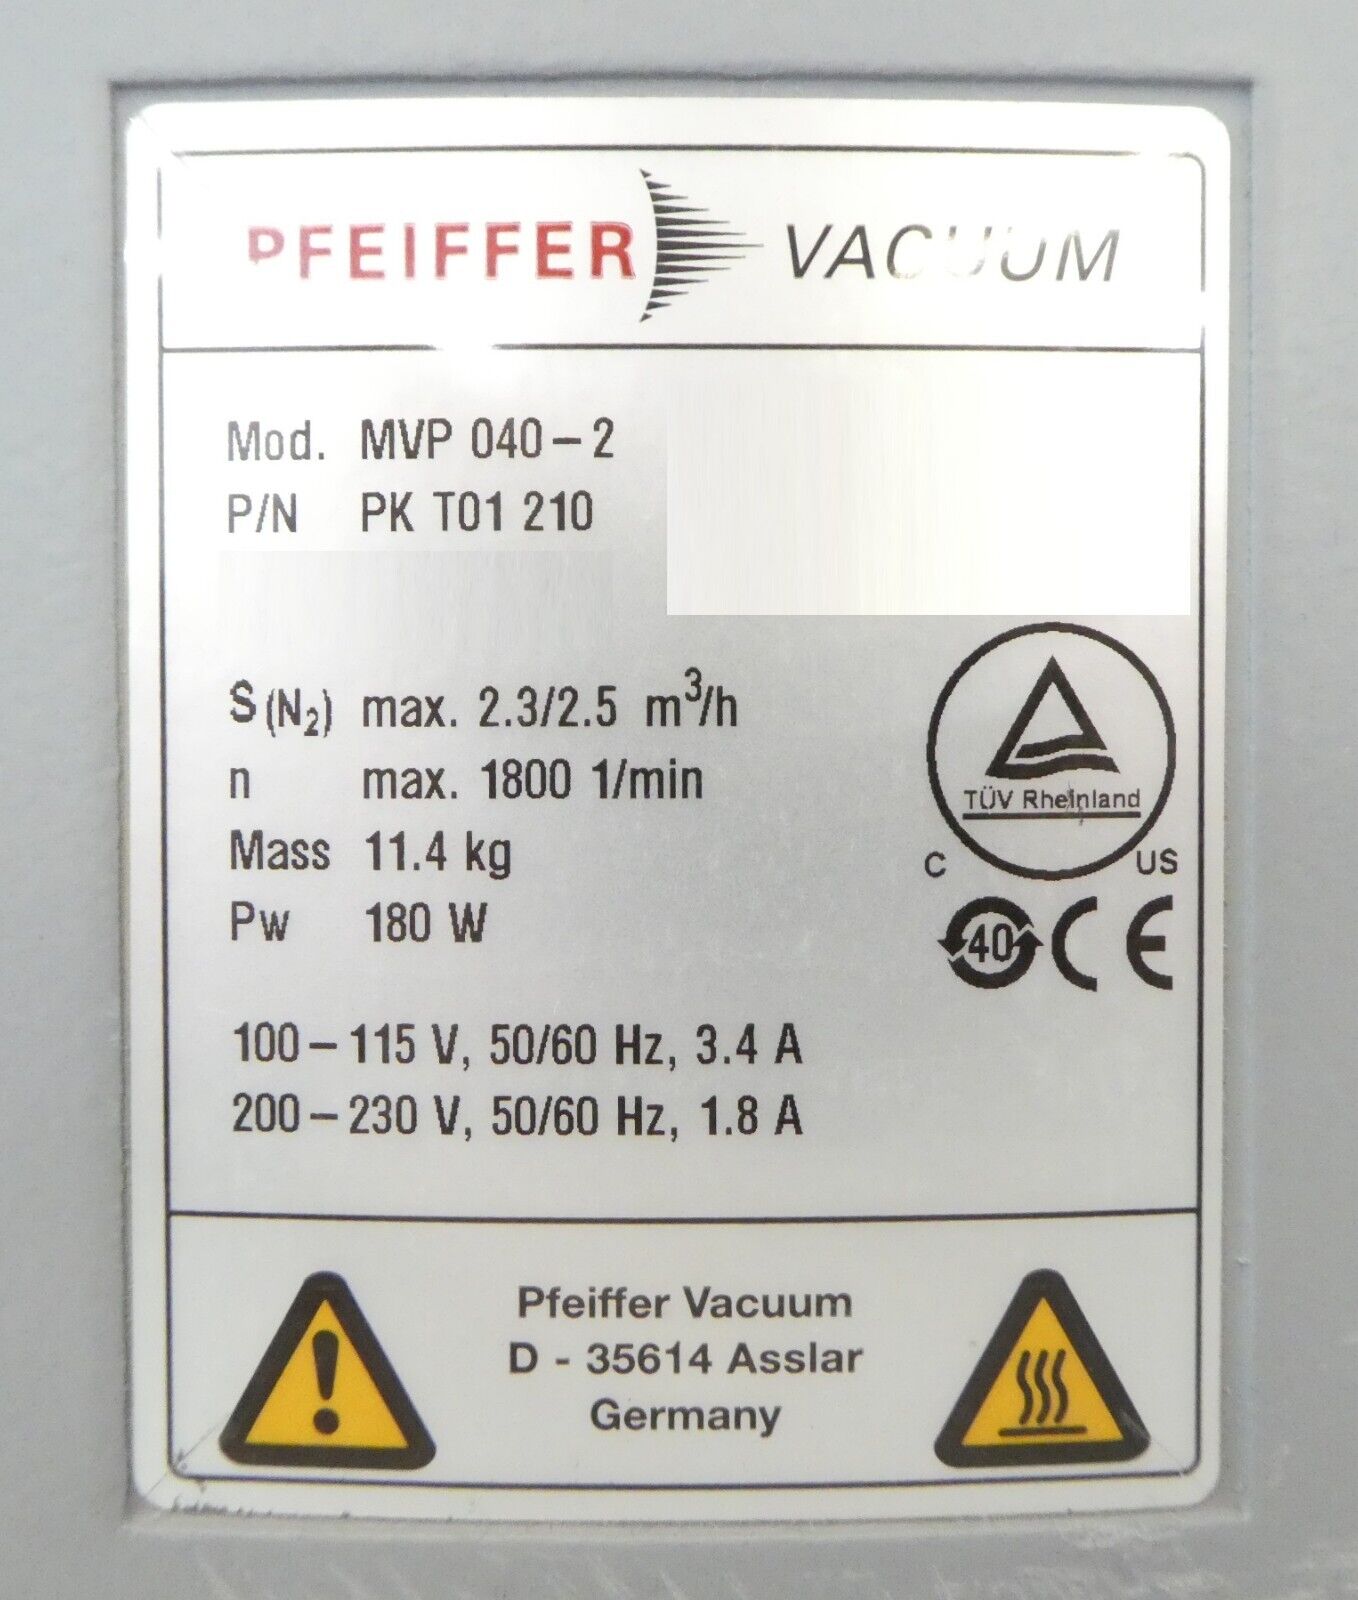 PFEIFFER VACUUM
Mod. MVP 040-2
P/N PK T01 210
S (N₂) max. 2.3/2.5 m³/h
n max. 1800 1/min
Mass 11.4 kg
Pw 180 W
TÜV Rheinland
C US
40 CE
100-115 V, 50/60 Hz, 3.4 A
200-230 V, 50/60 Hz, 1.8 A
Pfeiffer Vacuum
D - 35614 Asslar
Germany